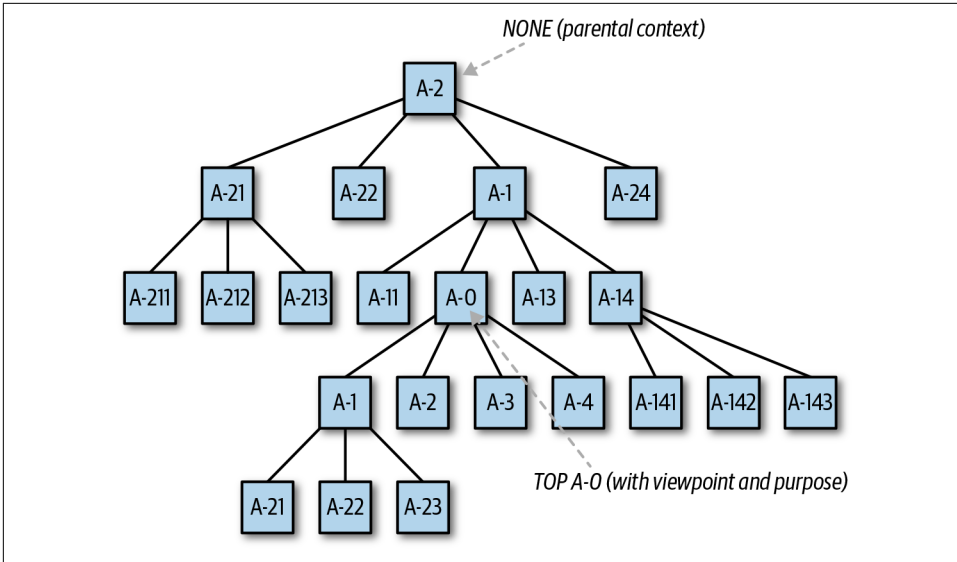 NONE (parental context)
A-2
A-21
A-22
A-1
A-24
A-211
A-212
A-213
A-11
A-0
A-13
A-14
A-1
A-2
A-3
A-4
A-141
A-142
A-143
TOP A-0 (with viewpoint and purpose)
A-21
A-22
A-23